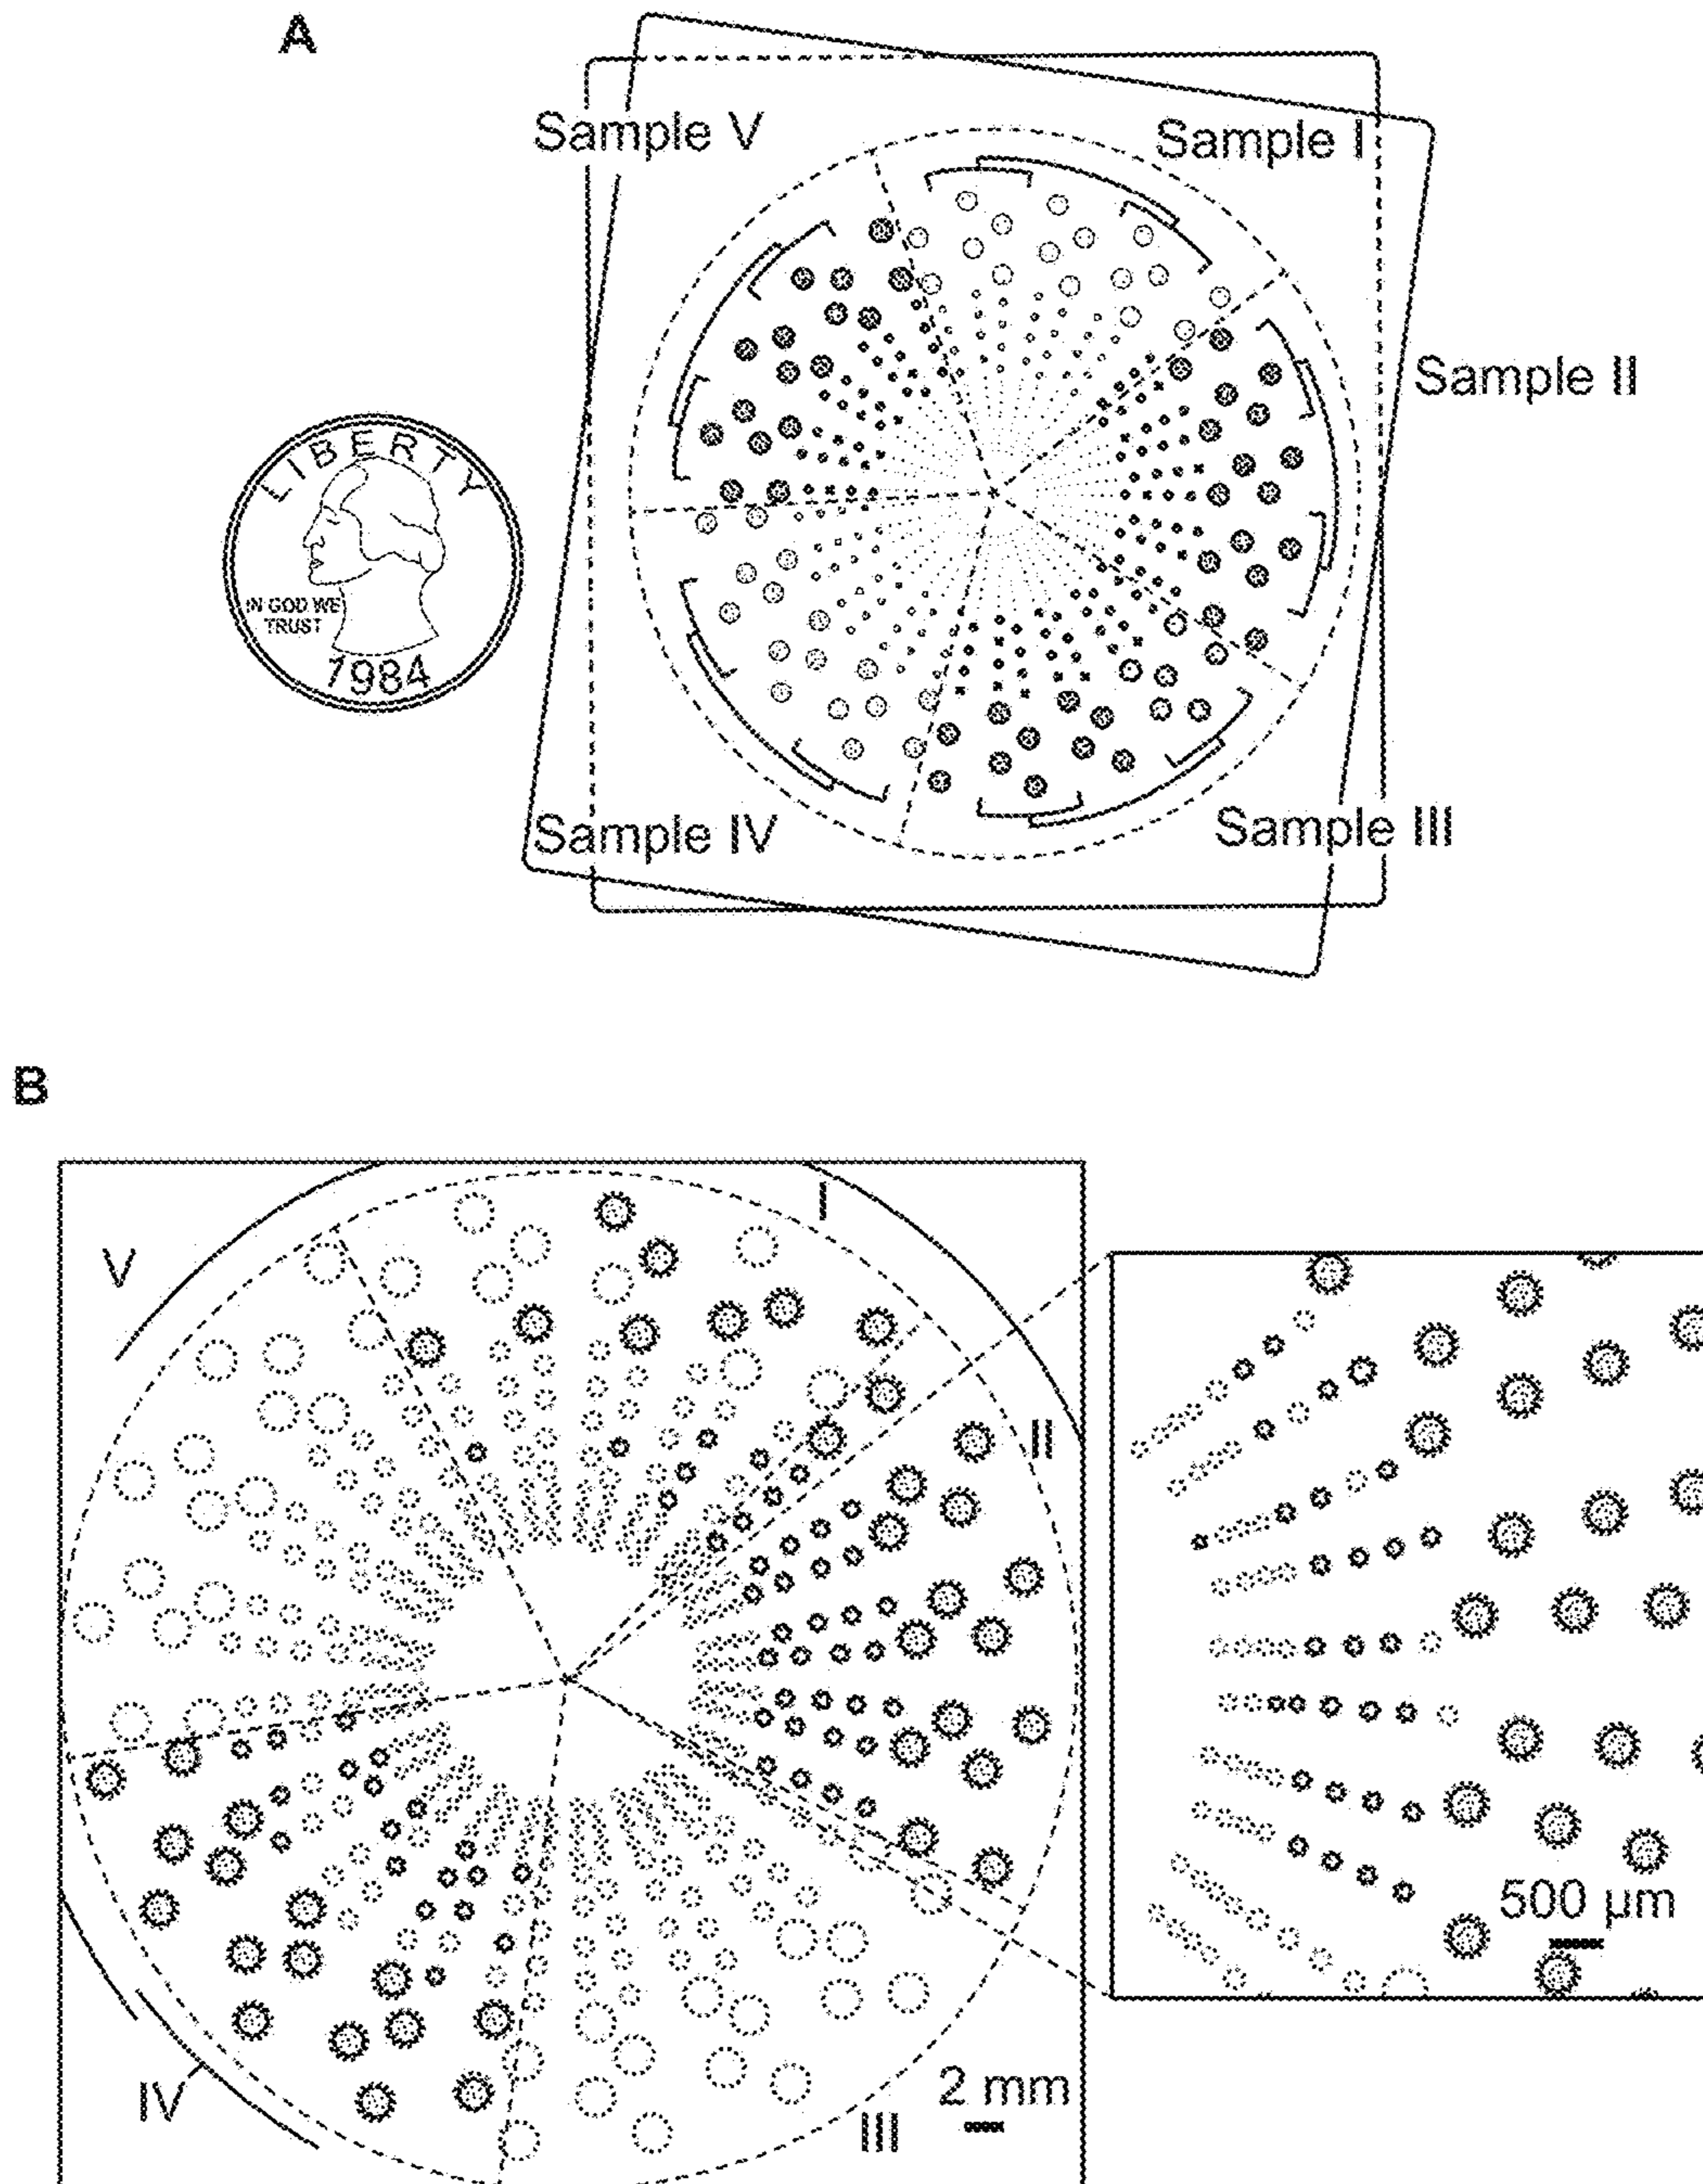 A
Sample V
Sample I
Sample II
LIBERTY
IN GOD WE
TRUST
1984
Sample IV
Sample III
B
I
V
II
500 µm
IV
2 mm
III